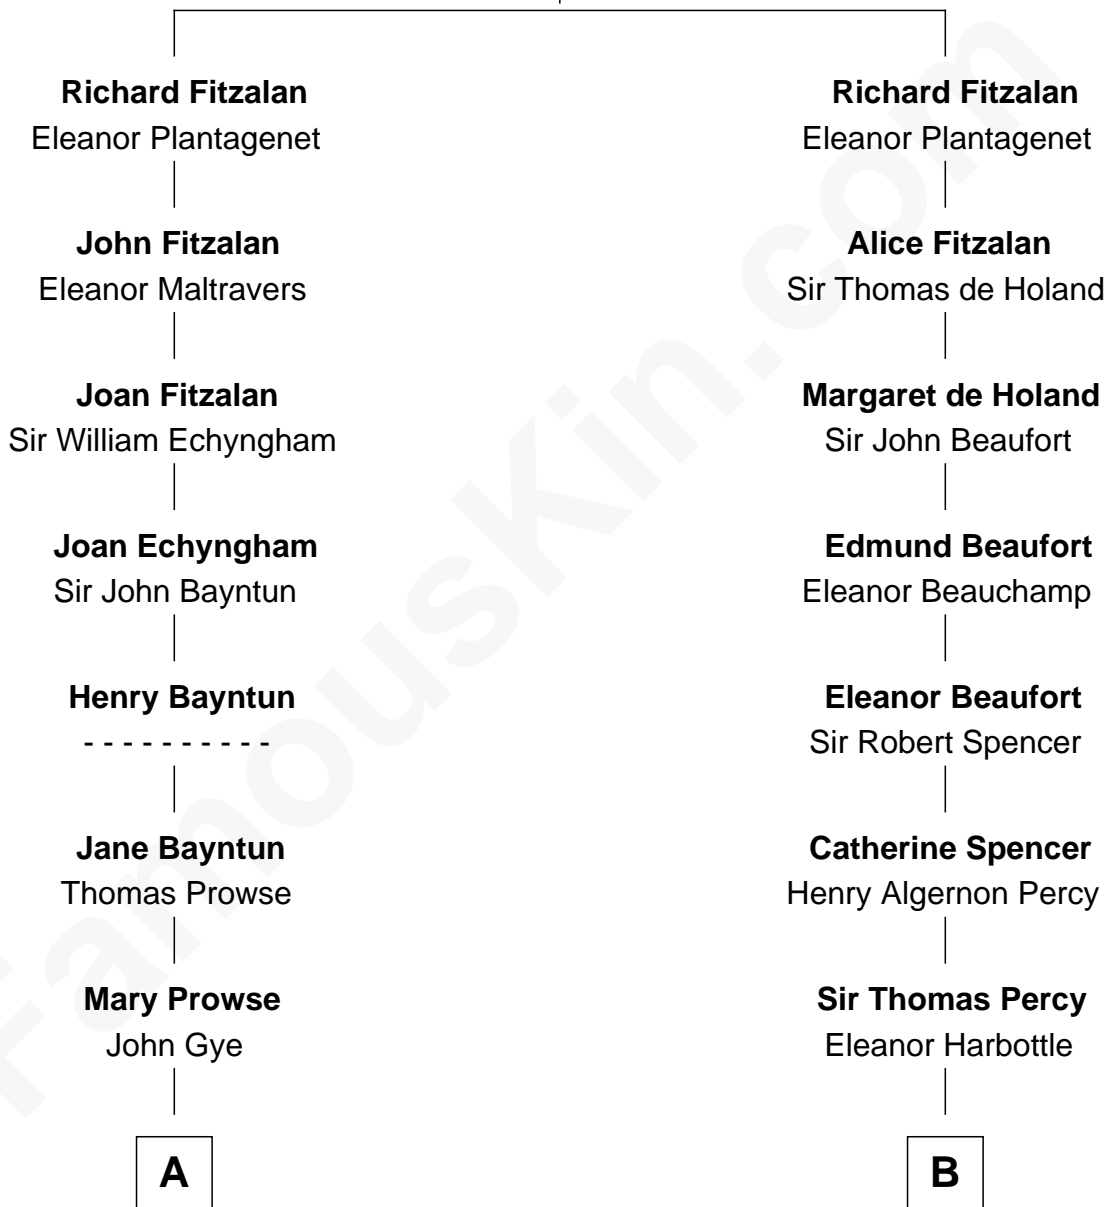 Richard Fitzalan
Eleanor Plantagenet
John Fitzalan
Eleanor Maltravers
Joan Fitzalan
Sir William Echyngham
Joan Echyngham
Sir John Bayntun
Henry Bayntun
- - - - - - - - - -
Jane Bayntun
Thomas Prowse
Mary Prowse
John Gye
A
Richard Fitzalan
Eleanor Plantagenet
Alice Fitzalan
Sir Thomas de Holand
Margaret de Holand
Sir John Beaufort
Edmund Beaufort
Eleanor Beauchamp
Eleanor Beaufort
Sir Robert Spencer
Catherine Spencer
Henry Algernon Percy
Sir Thomas Percy
Eleanor Harbottle
B
FamousKin.com